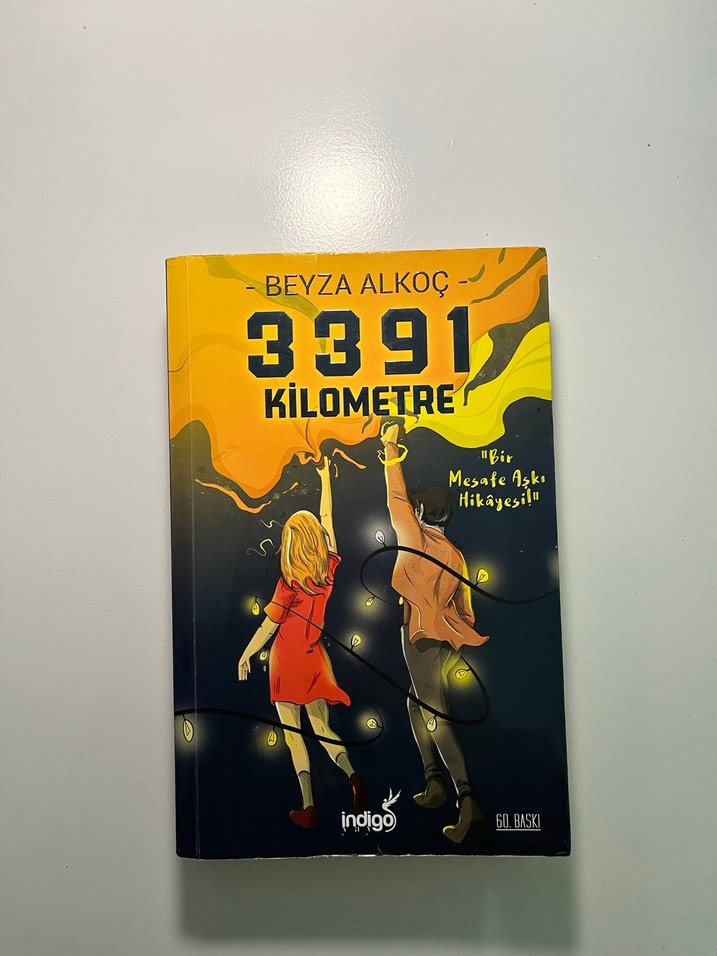 - BEYZA ALKOÇ -
3391
KİLOMETRE
"Bir
Mesafe Aşkı
Hikâyesi!"
indigo
60. BASKI